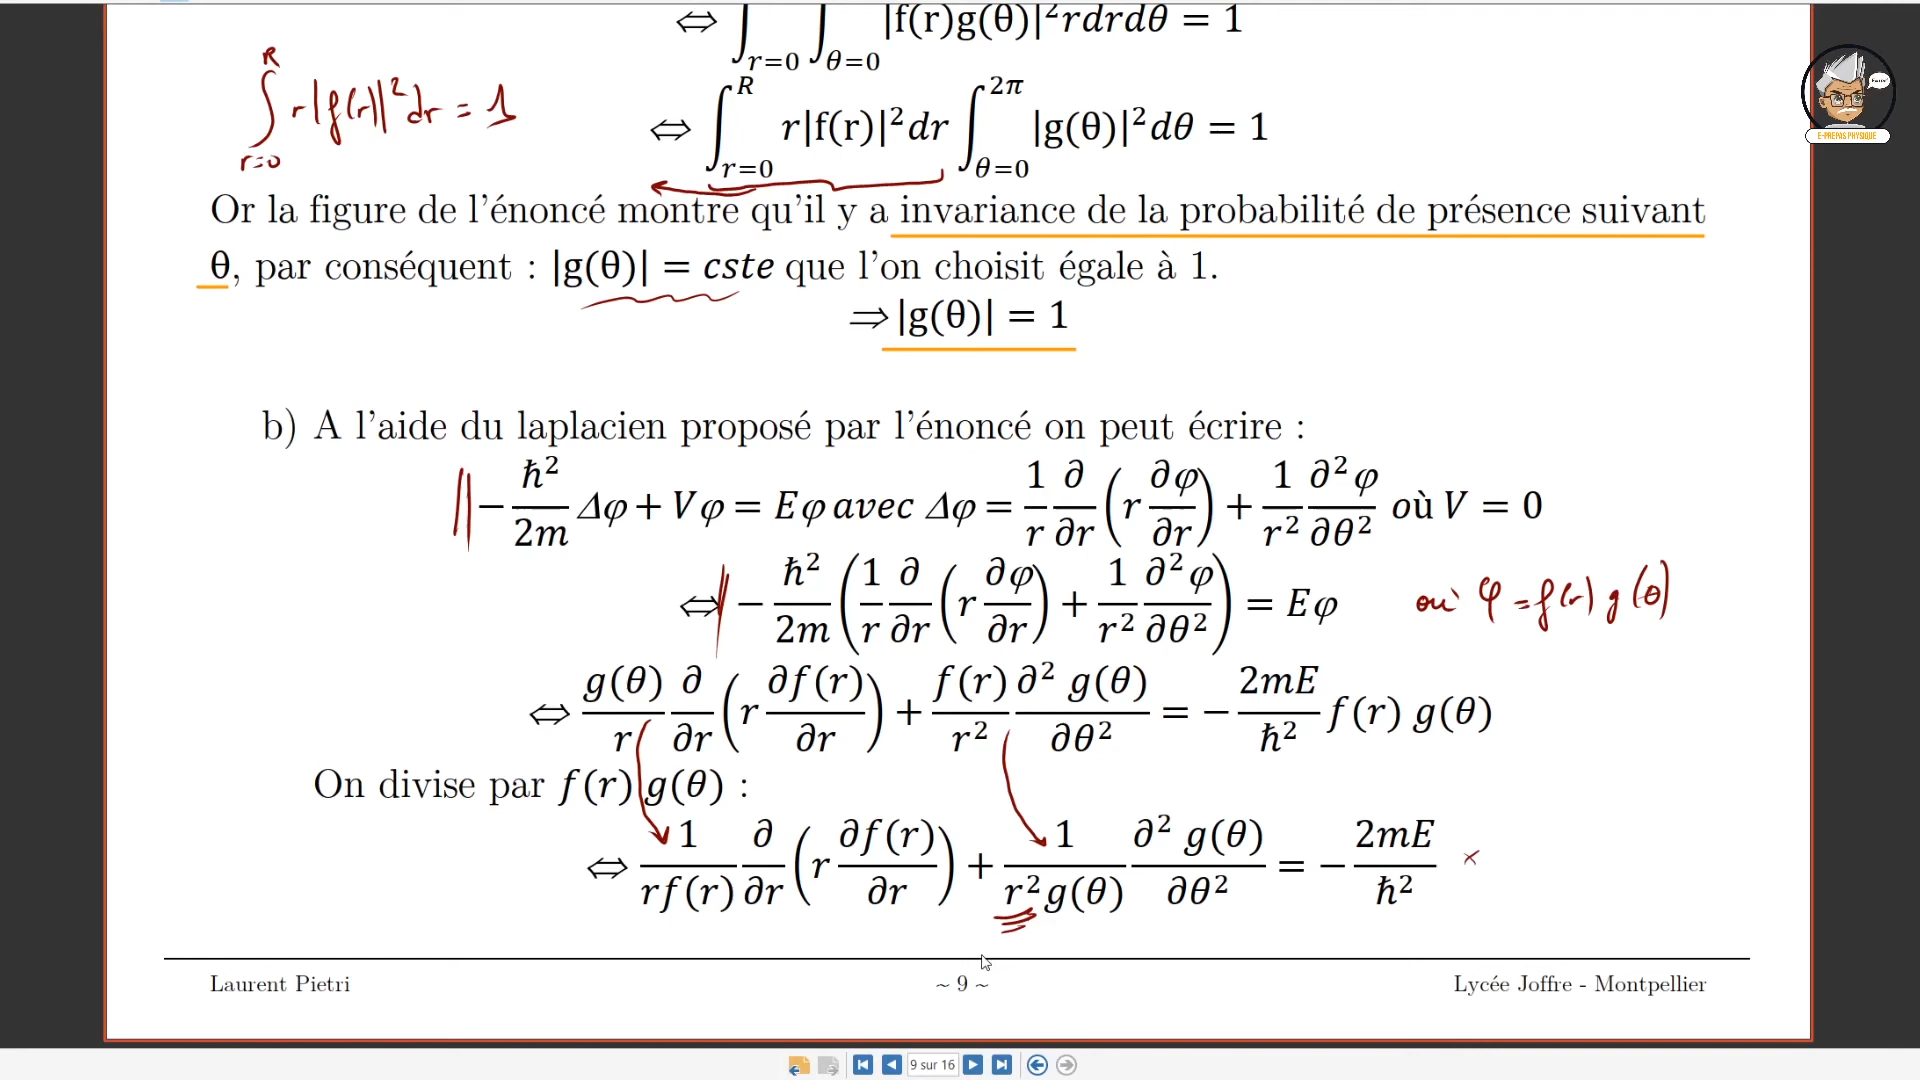 ⇔ ∫_{r=0} ∫_{θ=0} |f(r)g(θ)|²rdrdθ = 1
∫_{r=0}^{R} r|f(r)|²dr = 1
⇔ ∫_{r=0}^{R} r|f(r)|²dr ∫_{θ=0}^{2π} |g(θ)|²dθ = 1
Or la figure de l'énoncé montre qu'il y a invariance de la probabilité de présence suivant
θ, par conséquent : |g(θ)| = cste que l'on choisit égale à 1.
⇒|g(θ)| = 1
b) A l'aide du laplacien proposé par l'énoncé on peut écrire :
−ℏ²/2m Δφ + Vφ = Eφ avec Δφ = 1/r ∂/∂r (r ∂φ/∂r) + 1/r² ∂²φ/∂θ² où V = 0
⇔ − ℏ²/2m (1/r ∂/∂r (r ∂φ/∂r) + 1/r² ∂²φ/∂θ²) = Eφ où φ = f(r) g(θ)
⇔ g(θ)/r ∂/∂r (r ∂f(r)/∂r) + f(r)/r² ∂² g(θ)/∂θ² = − 2mE/ℏ² f(r) g(θ)
On divise par f(r) g(θ) :
⇔ 1/rf(r) ∂/∂r (r ∂f(r)/∂r) + 1/r²g(θ) ∂² g(θ)/∂θ² = − 2mE/ℏ² ×
Laurent Pietri ~ 9 ~ Lycée Joffre - Montpellier
E-PREPAS PHYSIQUE
9 sur 16